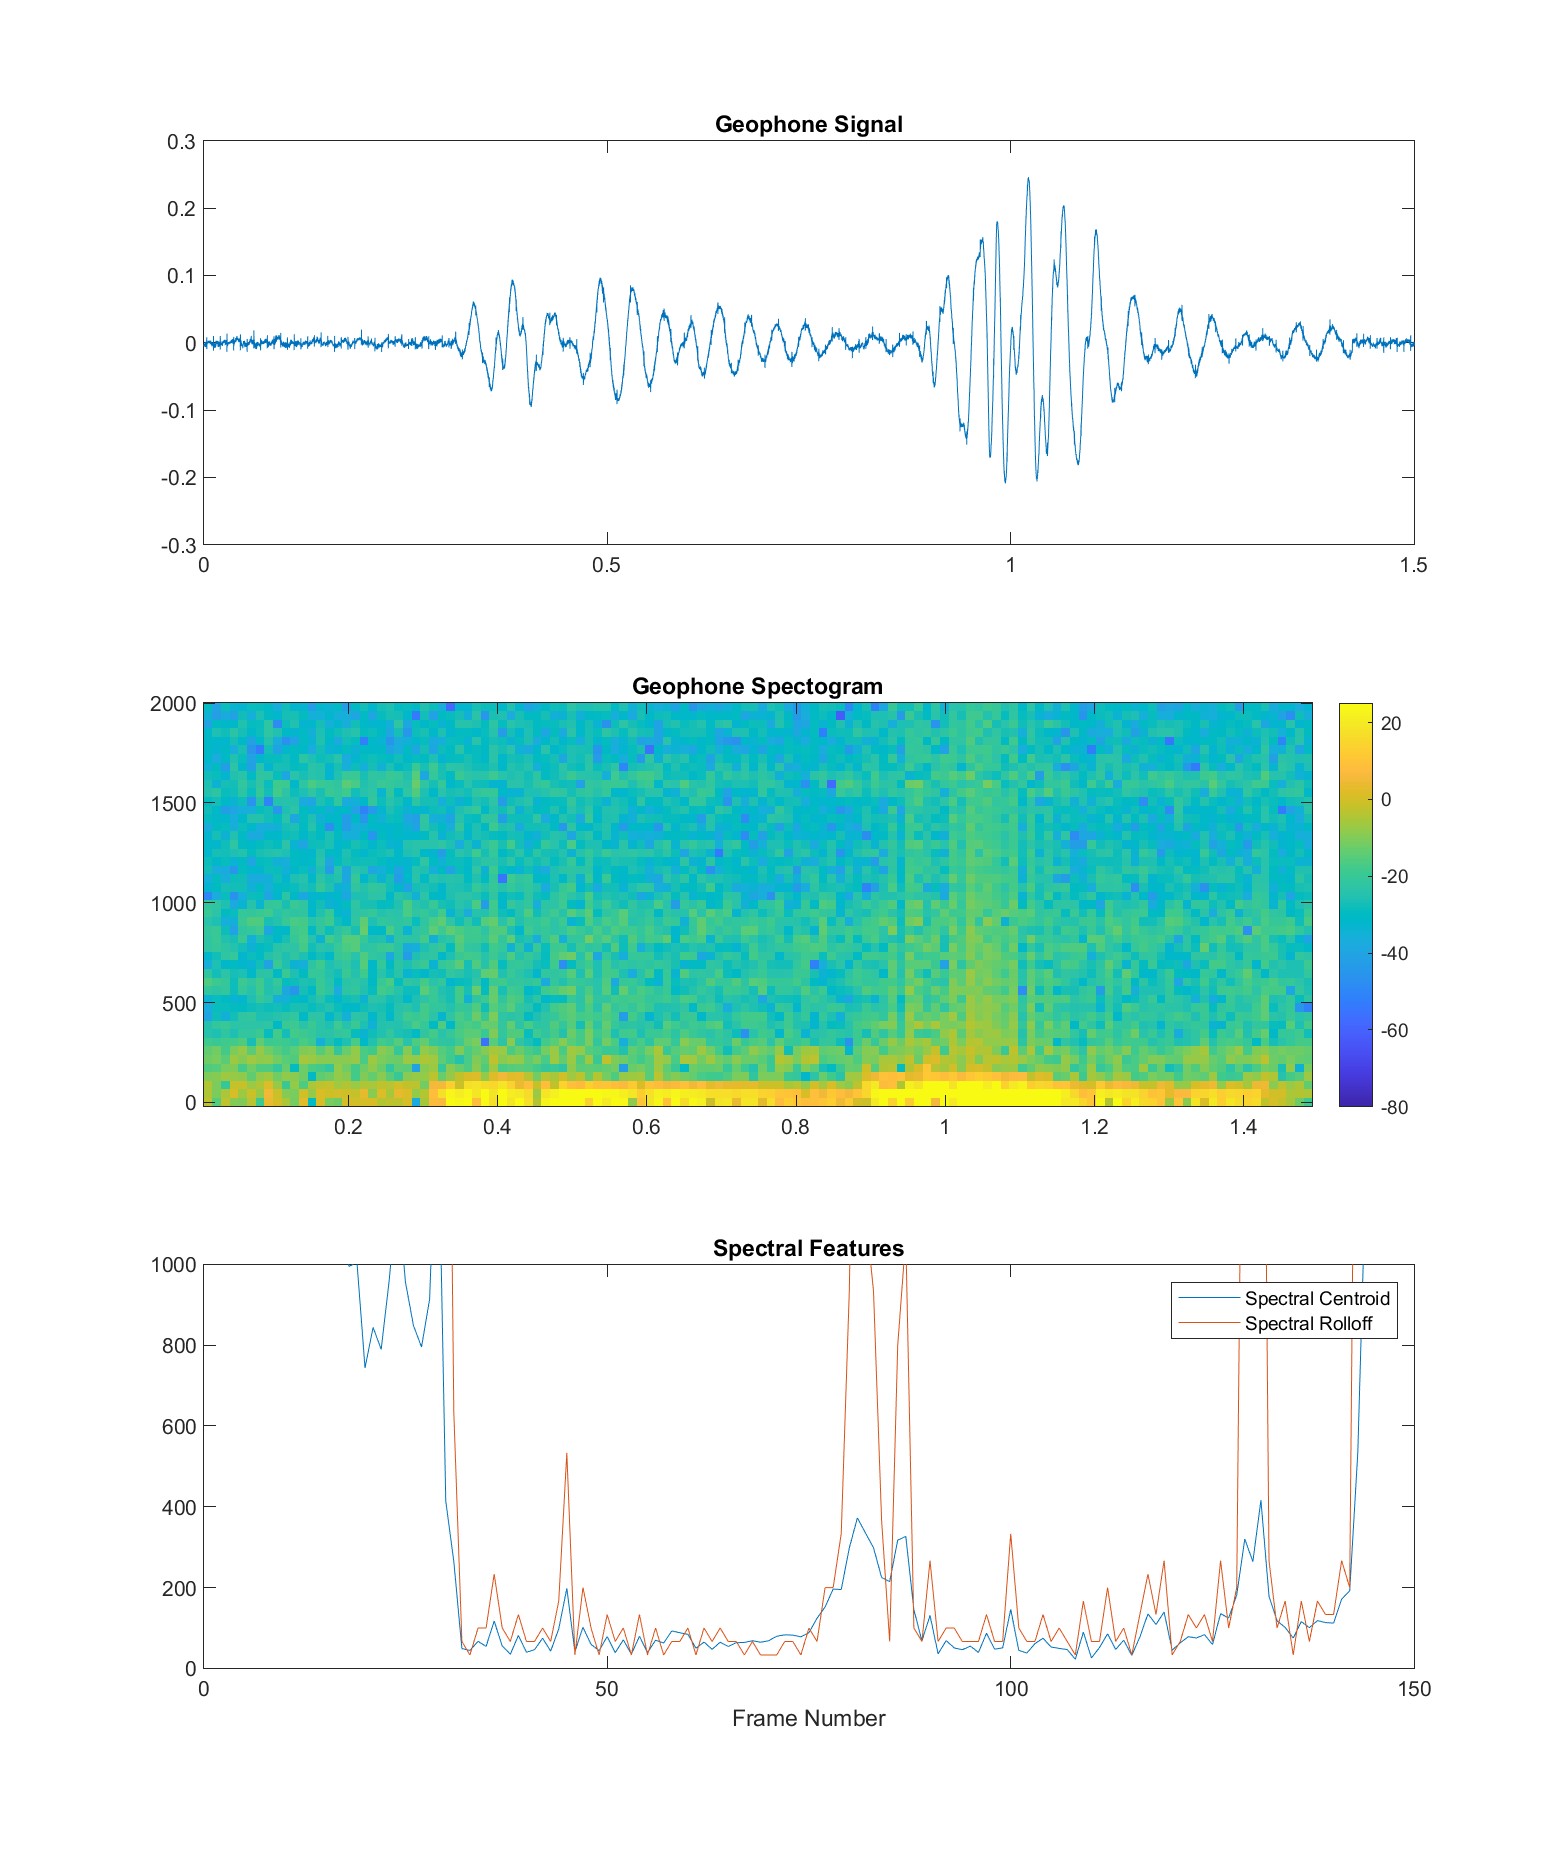 Geophone Signal
0.3
0.2
0.1
0
-0.1
-0.2
-0.3
0 0.5 1 1.5
Geophone Spectogram
2000
1500
1000
500
0
0.2 0.4 0.6 0.8 1 1.2 1.4
20
0
-20
-40
-60
-80
Spectral Features
1000
800
600
400
200
0
Spectral Centroid
Spectral Rolloff
0 50 100 150
Frame Number